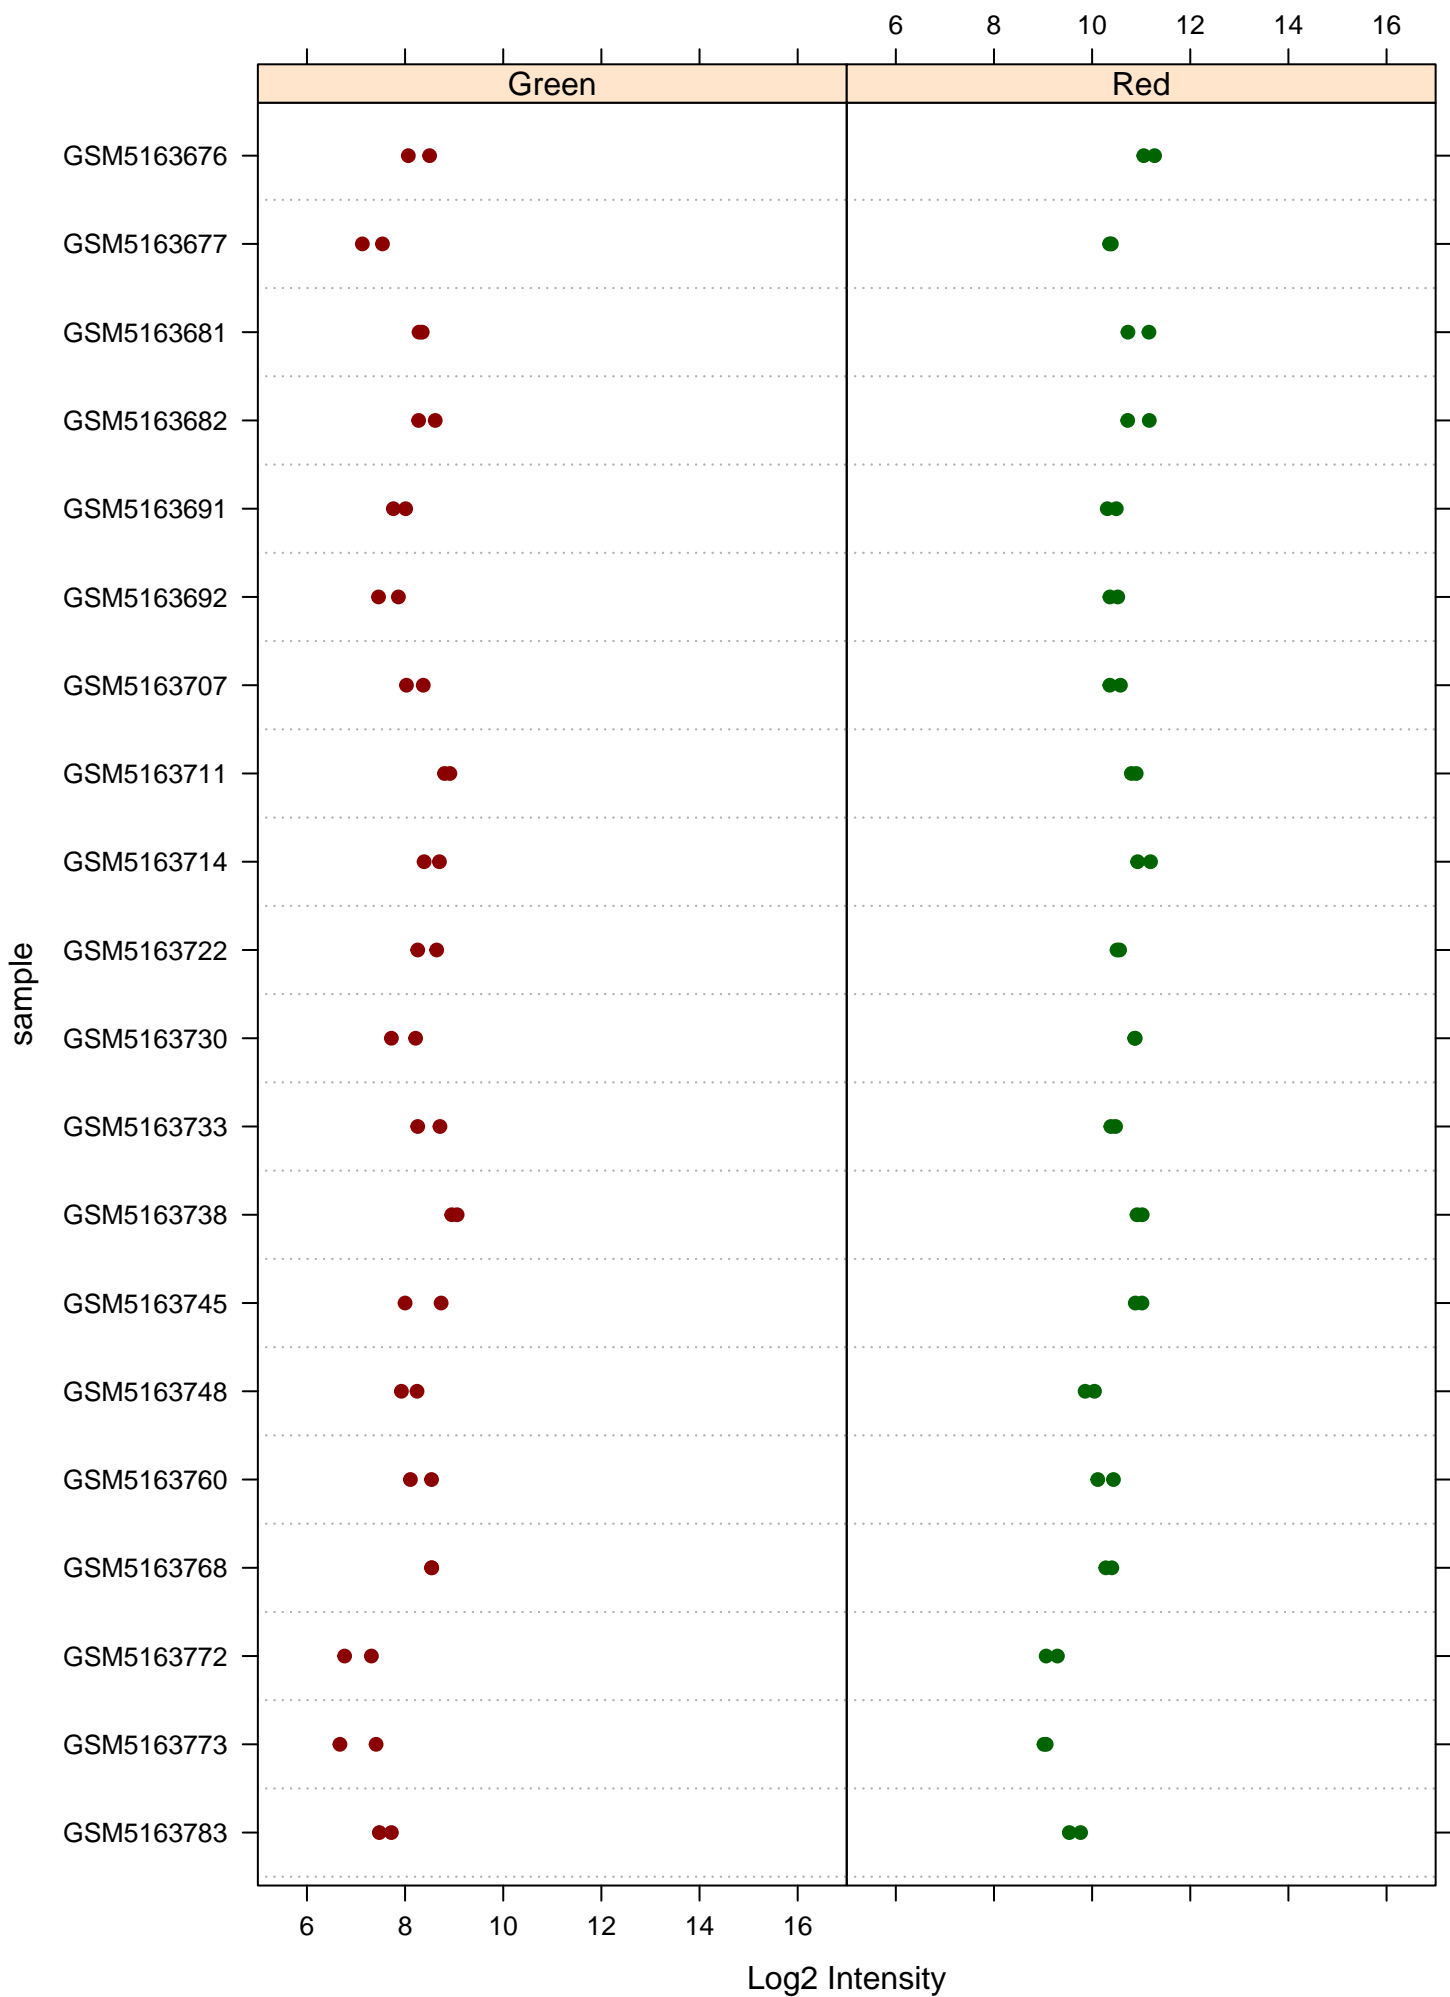 6 8 10 12 14 16
Green Red
GSM5163676
GSM5163677
GSM5163681
GSM5163682
GSM5163691
GSM5163692
GSM5163707
GSM5163711
GSM5163714
GSM5163722
GSM5163730
GSM5163733
GSM5163738
GSM5163745
GSM5163748
GSM5163760
GSM5163768
GSM5163772
GSM5163773
GSM5163783
sample
6 8 10 12 14 16
Log2 Intensity